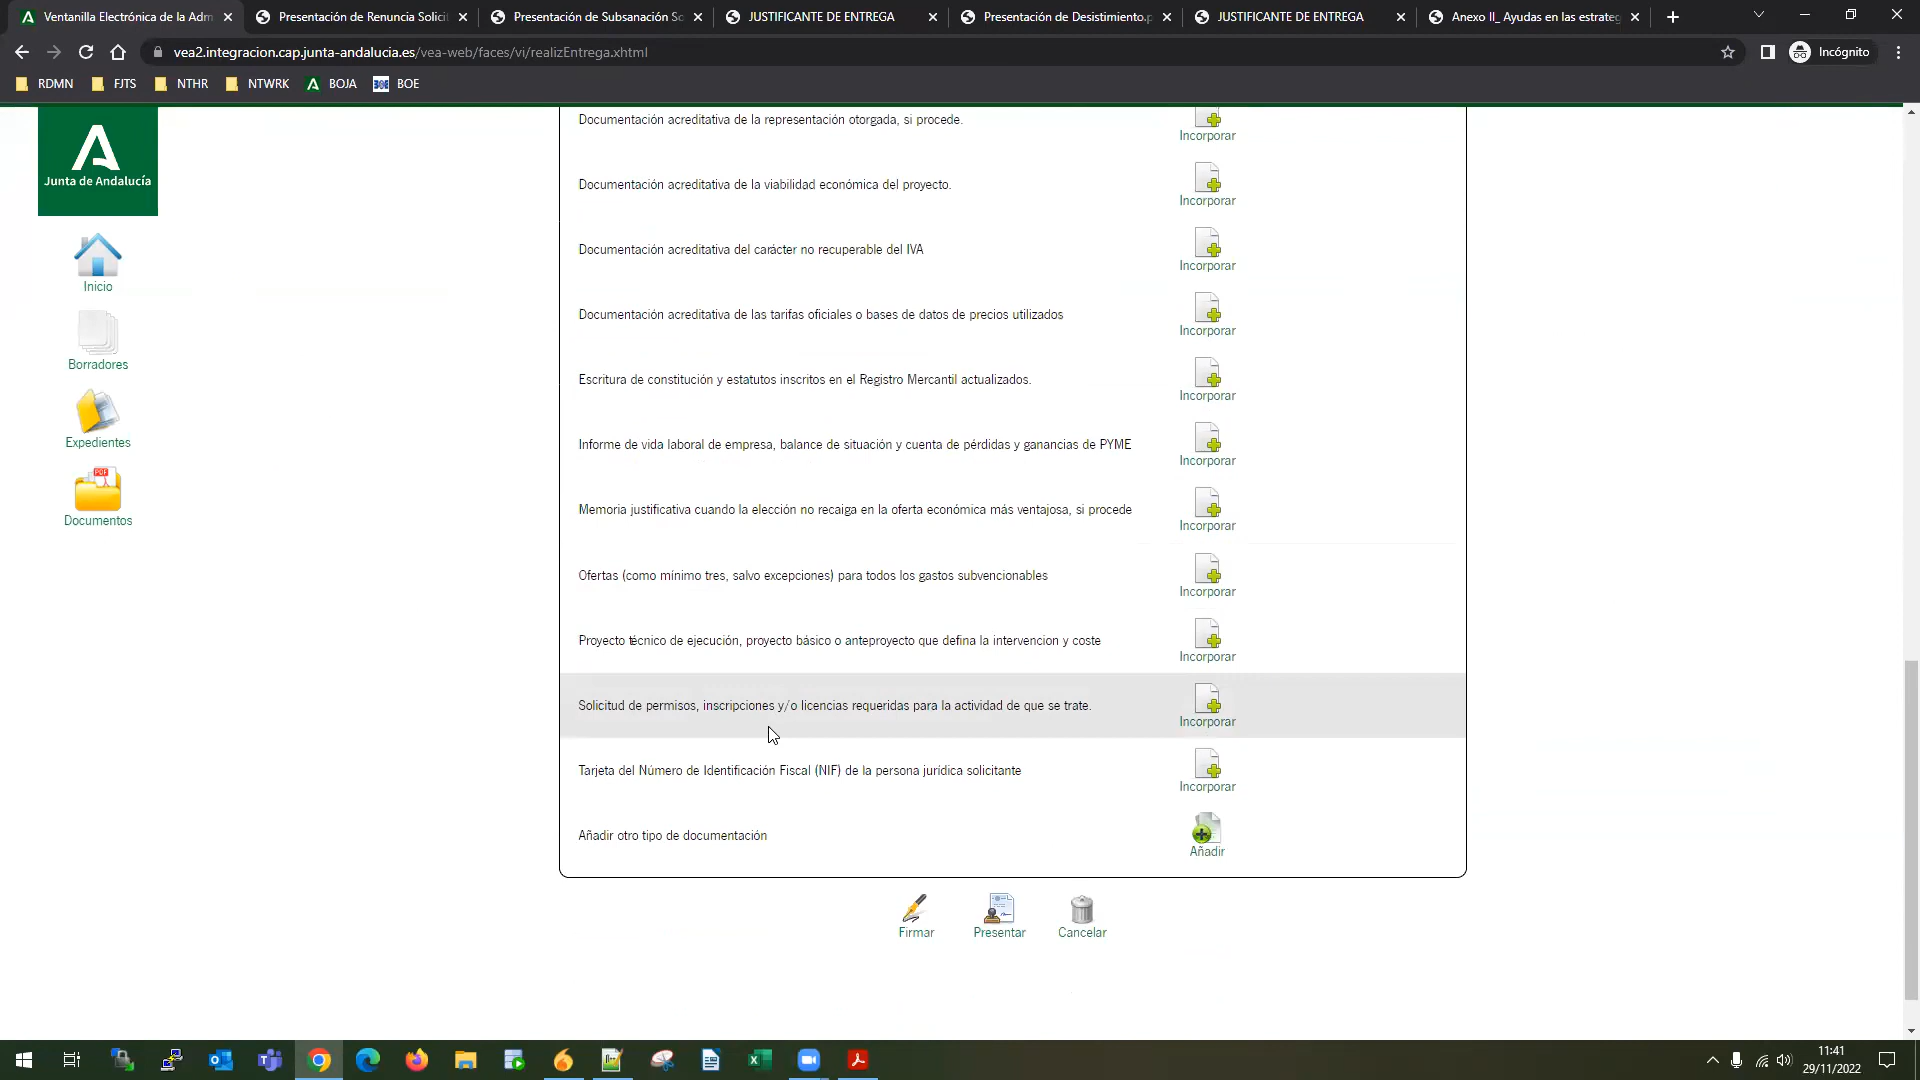 Ventanilla Electrónica de la Adm
Presentación de Renuncia Solici
Presentación de Subsanación So
JUSTIFICANTE DE ENTREGA
Presentación de Desistimiento.p
JUSTIFICANTE DE ENTREGA
Anexo II_ Ayudas en las estrateg
vea2.integracion.cap.junta-andalucia.es/vea-web/faces/vi/realizEntrega.xhtml
Incógnito
RDMN
FJTS
NTHR
NTWRK
BOJA
BOE
Junta de Andalucía
Inicio
Borradores
Expedientes
PDF
Documentos
Documentación acreditativa de la representación otorgada, si procede.
Incorporar
Documentación acreditativa de la viabilidad económica del proyecto.
Incorporar
Documentación acreditativa del carácter no recuperable del IVA
Incorporar
Documentación acreditativa de las tarifas oficiales o bases de datos de precios utilizados
Incorporar
Escritura de constitución y estatutos inscritos en el Registro Mercantil actualizados.
Incorporar
Informe de vida laboral de empresa, balance de situación y cuenta de pérdidas y ganancias de PYME
Incorporar
Memoria justificativa cuando la elección no recaiga en la oferta económica más ventajosa, si procede
Incorporar
Ofertas (como mínimo tres, salvo excepciones) para todos los gastos subvencionables
Incorporar
Proyecto técnico de ejecución, proyecto básico o anteproyecto que defina la intervencion y coste
Incorporar
Solicitud de permisos, inscripciones y/o licencias requeridas para la actividad de que se trate.
Incorporar
Tarjeta del Número de Identificación Fiscal (NIF) de la persona jurídica solicitante
Incorporar
Añadir otro tipo de documentación
Añadir
Firmar
Presentar
Cancelar
11:41
29/11/2022